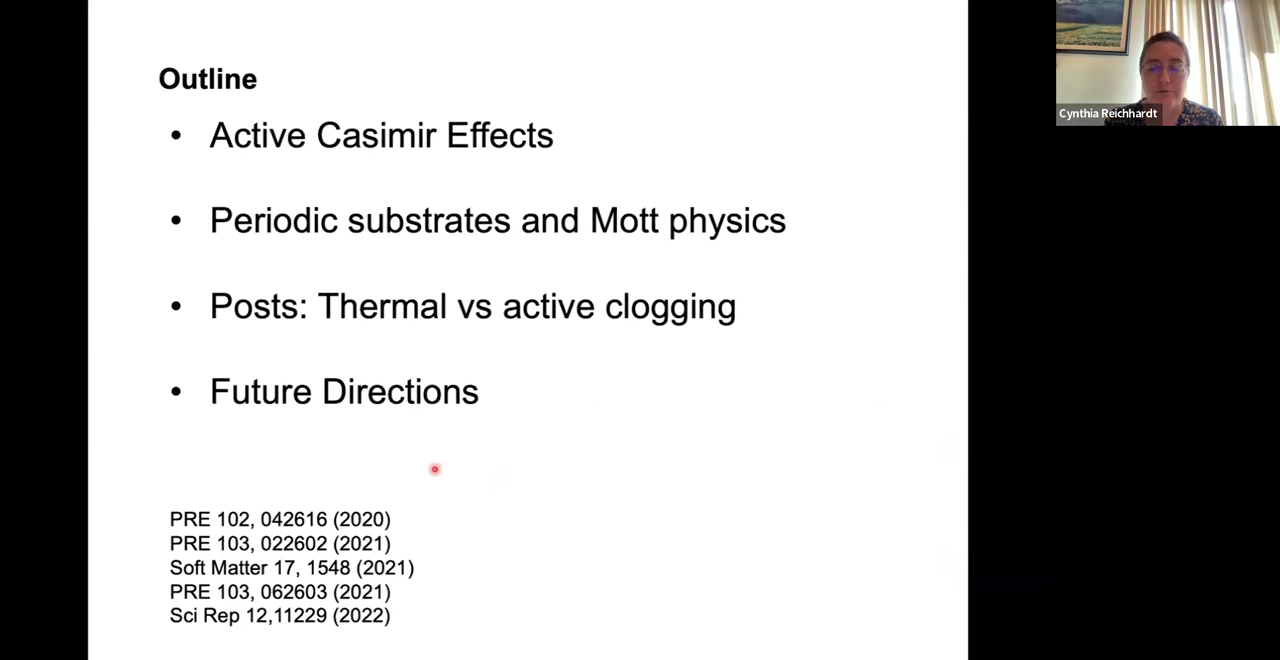 Outline
• Active Casimir Effects
• Periodic substrates and Mott physics
• Posts: Thermal vs active clogging
• Future Directions
PRE 102, 042616 (2020)
PRE 103, 022602 (2021)
Soft Matter 17, 1548 (2021)
PRE 103, 062603 (2021)
Sci Rep 12,11229 (2022)
Cynthia Reichhardt